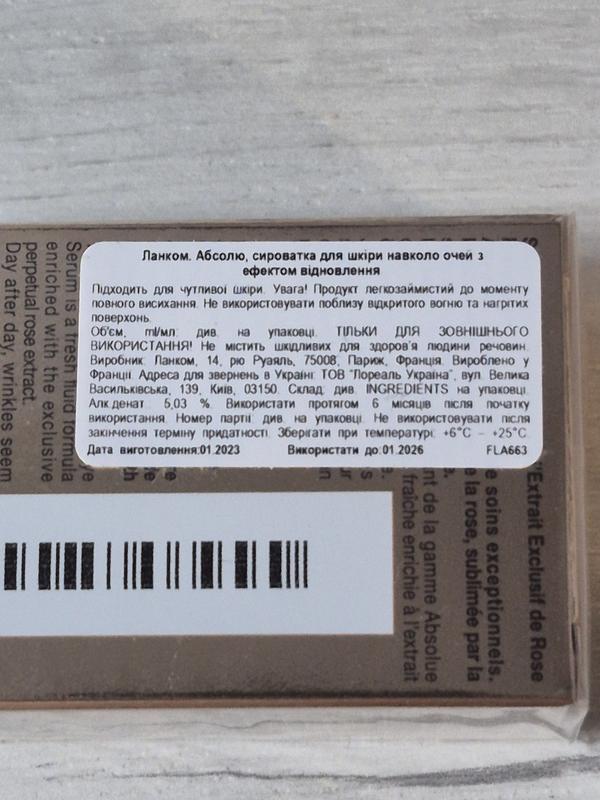 Ланком. Абсолю, сироватка для шкіри навколо очей з
ефектом відновлення
Підходить для чутливої шкіри. Увага! Продукт легкозаймистий до моменту
повного висихання. Не використовувати поблизу відкритого вогню та нагрітих
поверхонь.
Об'єм, ml/мл: див. на упаковці. ТІЛЬКИ ДЛЯ ЗОВНІШНЬОГО
ВИКОРИСТАННЯ! Не містить шкідливих для здоров'я людини речовин.
Виробник: Ланком, 14, рю Руаяль, 75008, Париж, Франція. Вироблено у
Франції. Адреса для звернень в Україні: ТОВ "Лореаль Україна", вул. Велика
Васильківська, 139, Київ, 03150. Склад: див. INGREDIENTS на упаковці.
Алк.денат. 5,03 %. Використати протягом 6 місяців після початку
використання. Номер партії: див. на упаковці. Не використовувати після
закінчення терміну придатності. Зберігати при температурі: +6°C – +25°C.
Дата виготовлення:01.2023 Використати до:01.2026 FLA663
Serum is a fresh fluid formula
enriched with the exclusive
perpetual rose extract.
Day after day, wrinkles seem
l'Extrait Exclusif de Rose
e soins exceptionnels.
e la rose, sublimée par la
nt de la gamme Absolue
fraîche enrichie à l'extrait